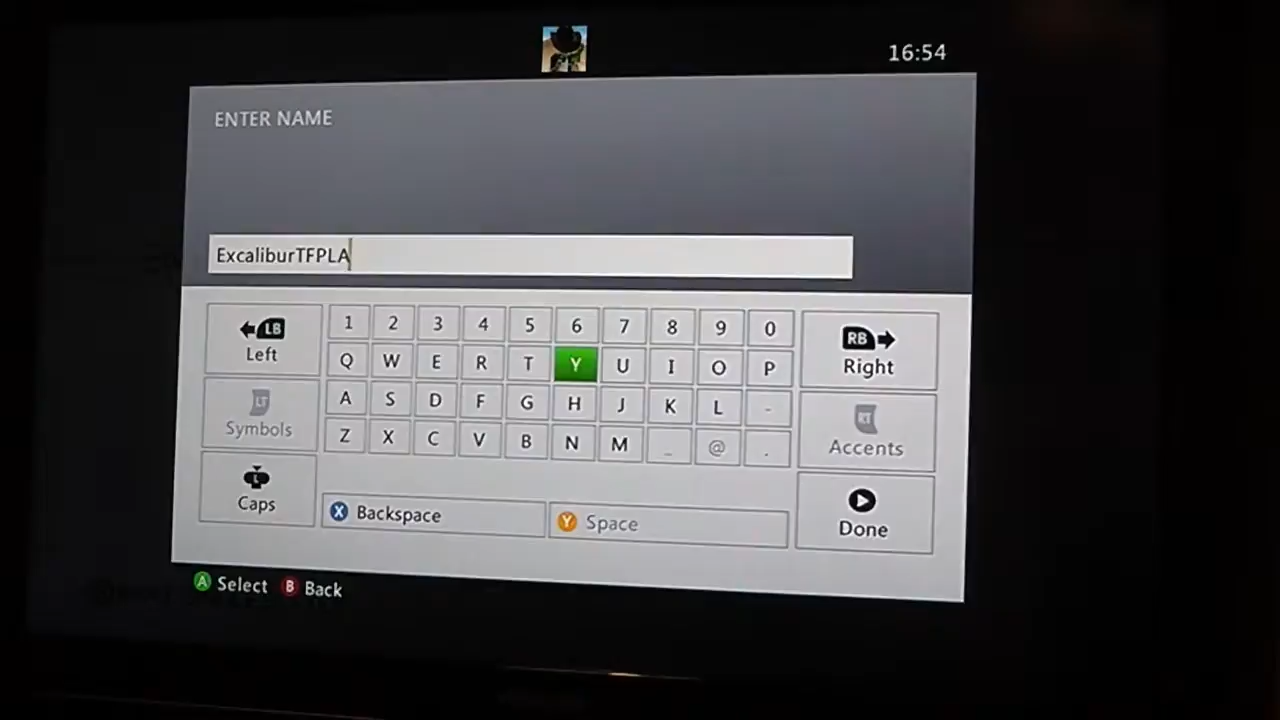 16:54
ENTER NAME
ExcaliburTFPLA
LB
Left
1 2 3 4 5 6 7 8 9 0
RB
Right
Q W E R T Y U I O P
LT
Symbols
A S D F G H J K L -
RT
Accents
Z X C V B N M _ @ .
L
Caps
X Backspace
Y Space
Done
A Select B Back